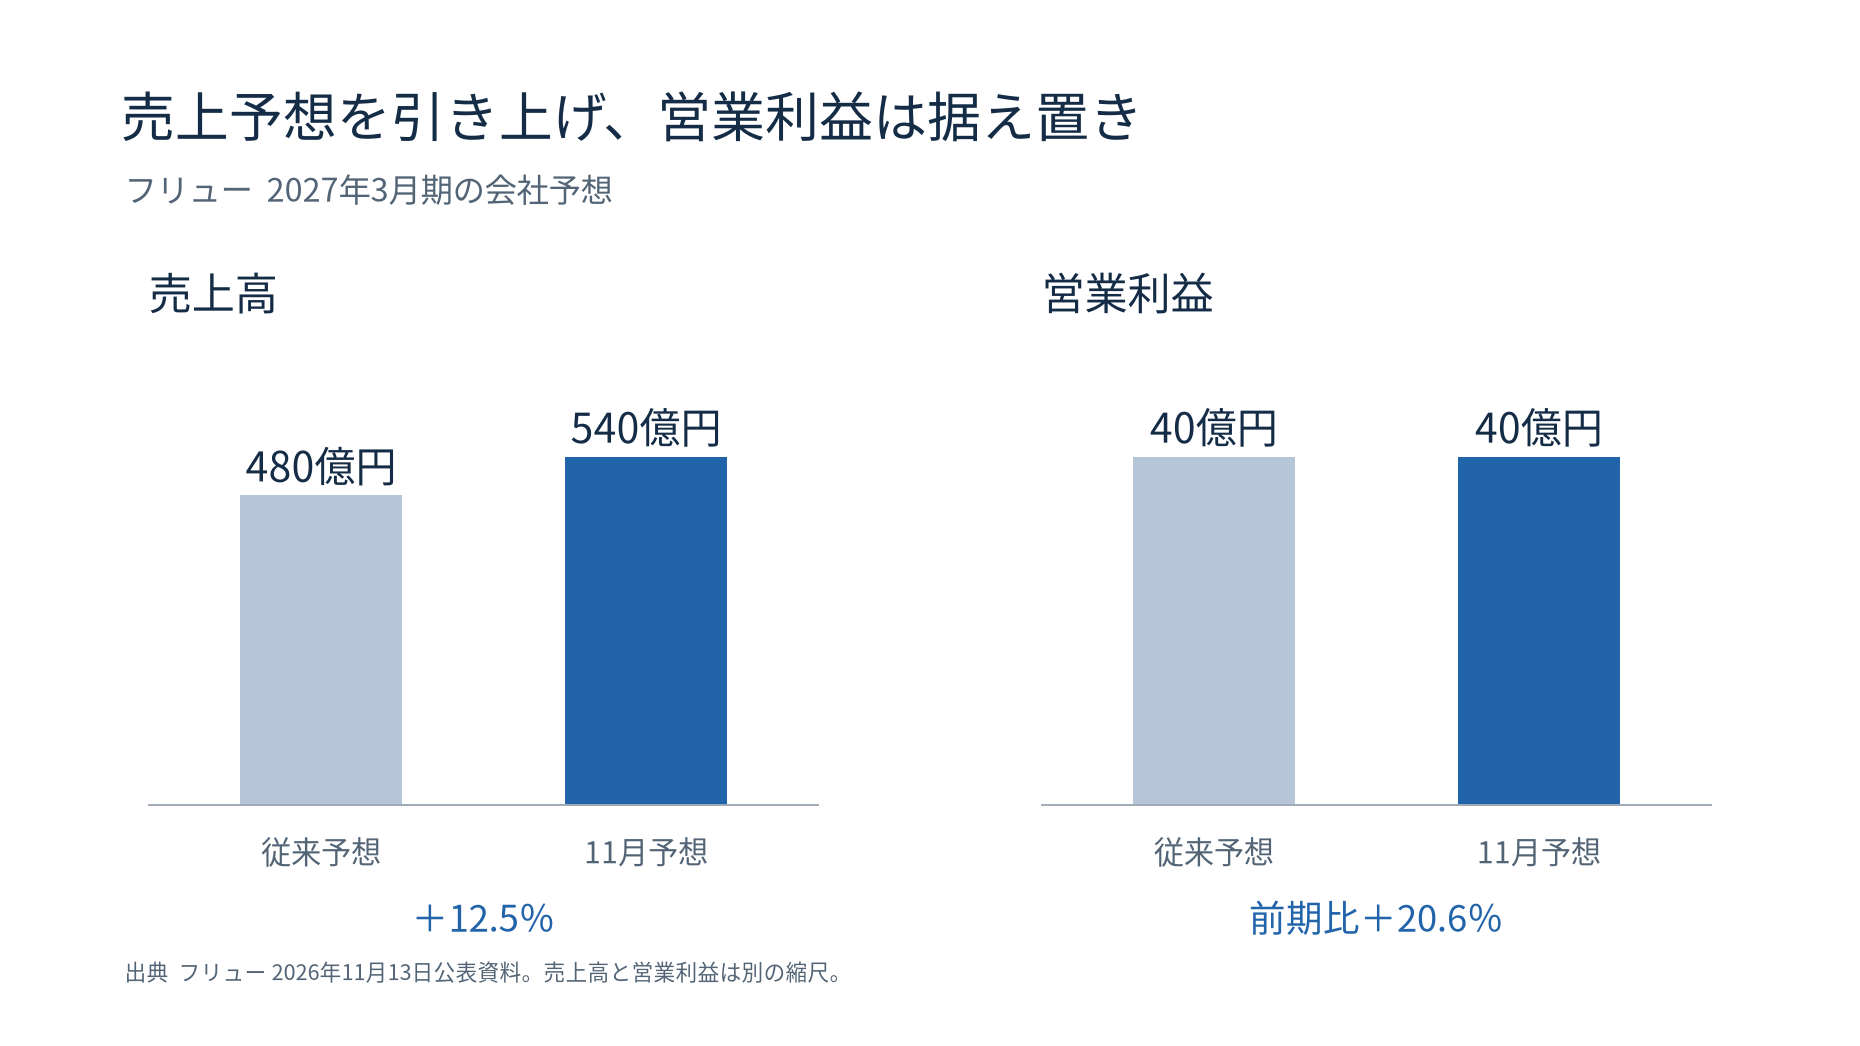 売上予想を引き上げ、営業利益は据え置き
フリュー 2027年3月期の会社予想
売上高
480億円
540億円
従来予想
11月予想
＋12.5%
営業利益
40億円
40億円
従来予想
11月予想
前期比＋20.6%
出典 フリュー 2026年11月13日公表資料。売上高と営業利益は別の縮尺。